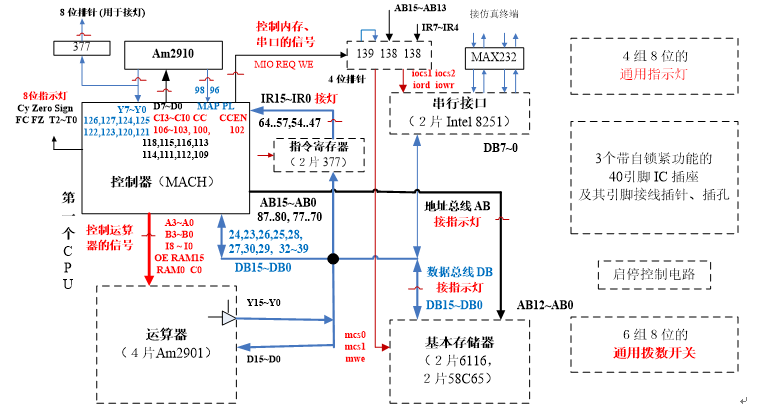 8 位排针 (用于接灯)
377
Am2910
控制内存、
串口的信号
MIO REQ WE
AB15~AB13
IR7~IR4
139 138 138
4 位排针
接仿真终端
MAX232
4 组 8 位的
通用指示灯
8位指示灯
Cy Zero Sign
FC FZ T2~T0
Y7~Y0
126,127,124,125
122,123,120,121
D7~D0
CI3~CI0 CC
106~103, 100,
118,115,116,113
114,111,112,109
98 96
MAP PL
CCEN
102
控制器（MACH）
IR15~IR0 接灯
64..57,54..47
指令寄存器
（2 片 377）
iocs1 iocs2
iord iowr
串行接口
（2 片 Intel 8251）
DB7~0
3个带自锁紧功能的
40引脚 IC 插座
及其引脚接线插针、插孔
第一个CPU
控制运算
器的信号
A3~A0
B3~B0
I8 ~ I0
OE RAM15
RAM0 C0
AB15~AB0
87..80, 77..70
24,23,26,25,28,
27,30,29, 32~39
DB15~DB0
地址总线 AB
接指示灯
数据总线 DB
接指示灯
DB15~DB0
AB12~AB0
启停控制电路
Y15~Y0
运算器
（4 片Am2901）
D15~D0
mcs0
mcs1
mwe
基本存储器
（2 片6116，
2 片58C65）
6 组 8 位的
通用拨数开关